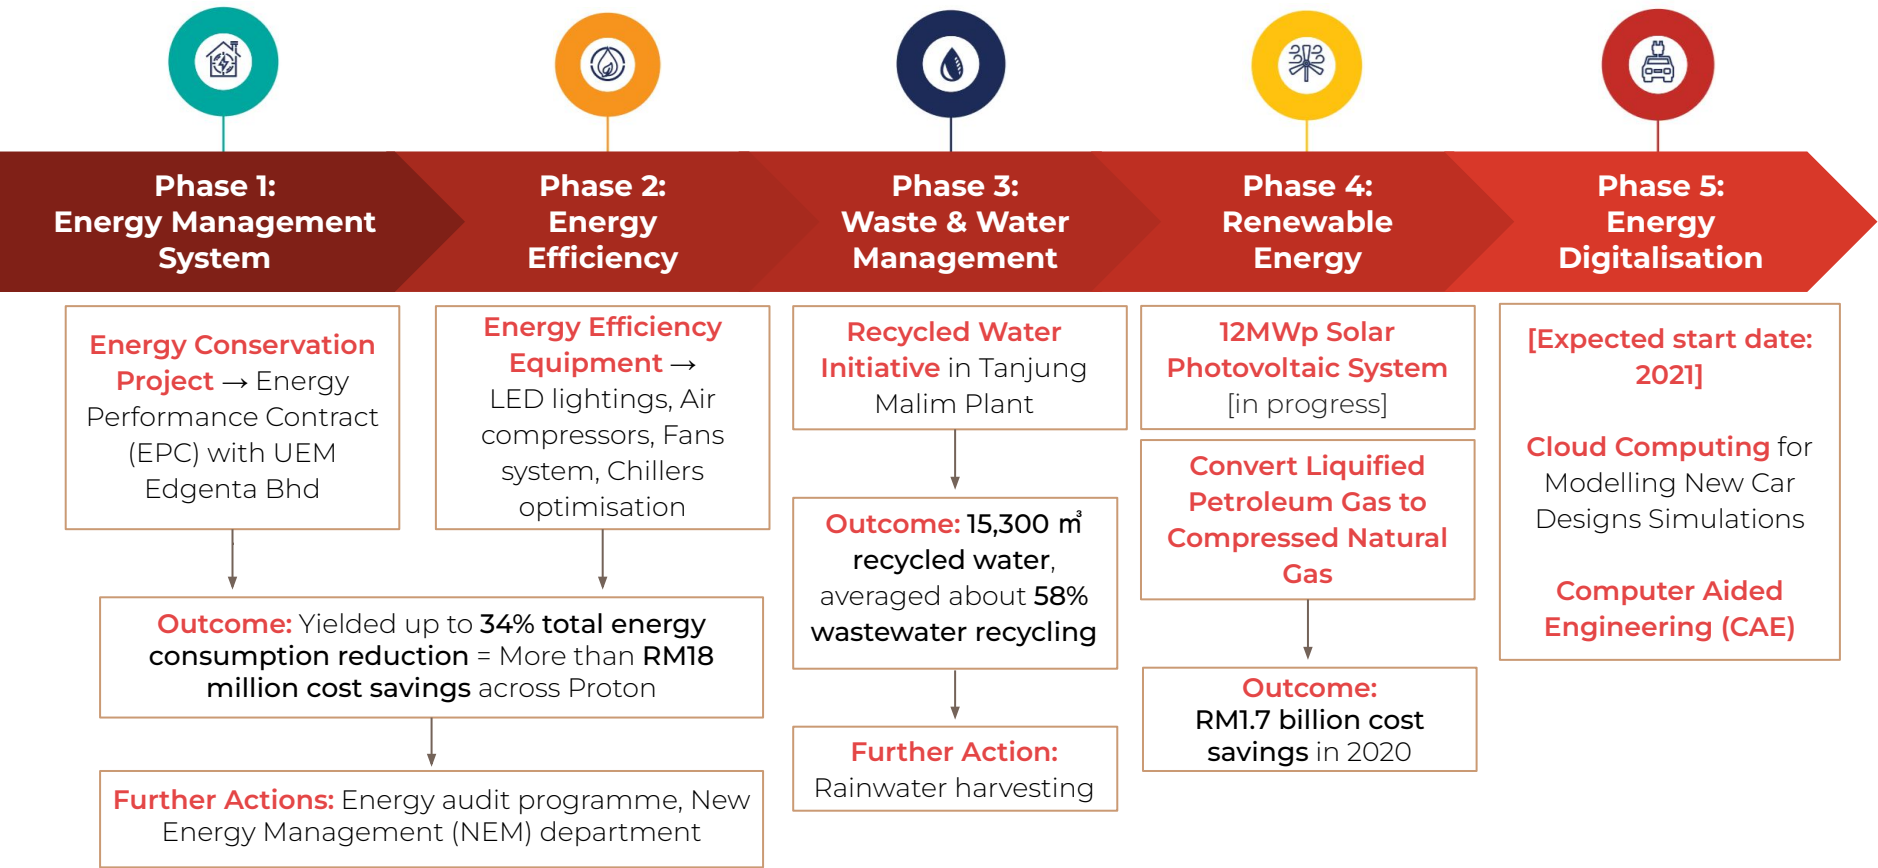 Phase 1:
Energy Management
System
Phase 2:
Energy
Efficiency
Phase 3:
Waste & Water
Management
Phase 4:
Renewable
Energy
Phase 5:
Energy
Digitalisation
Energy Conservation
Project → Energy
Performance Contract
(EPC) with UEM
Edgenta Bhd
Energy Efficiency
Equipment →
LED lightings, Air
compressors, Fans
system, Chillers
optimisation
Outcome: Yielded up to 34% total energy
consumption reduction = More than RM18
million cost savings across Proton
Further Actions: Energy audit programme, New
Energy Management (NEM) department
Recycled Water
Initiative in Tanjung
Malim Plant
Outcome: 15,300 ㎥
recycled water,
averaged about 58%
wastewater recycling
Further Action:
Rainwater harvesting
12MWp Solar
Photovoltaic System
[in progress]
Convert Liquified
Petroleum Gas to
Compressed Natural
Gas
Outcome:
RM1.7 billion cost
savings in 2020
[Expected start date:
2021]
Cloud Computing for
Modelling New Car
Designs Simulations
Computer Aided
Engineering (CAE)